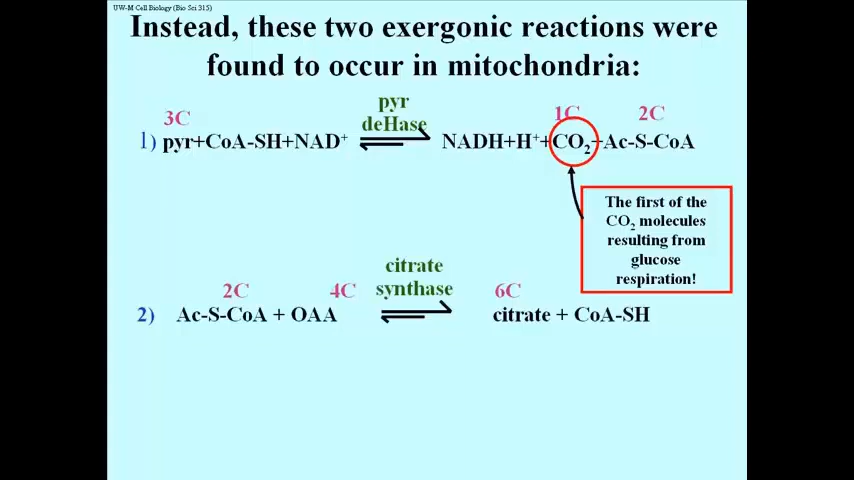 UW-M Cell Biology (Bio Sci 315)
Instead, these two exergonic reactions were
found to occur in mitochondria:
3C
pyr
deHase
1C
2C
1) pyr+CoA-SH+NAD⁺
NADH+H⁺+CO₂+Ac-S-CoA
The first of the
CO₂ molecules
resulting from
glucose
respiration!
2C
4C
citrate
synthase
6C
2) Ac-S-CoA + OAA
citrate + CoA-SH